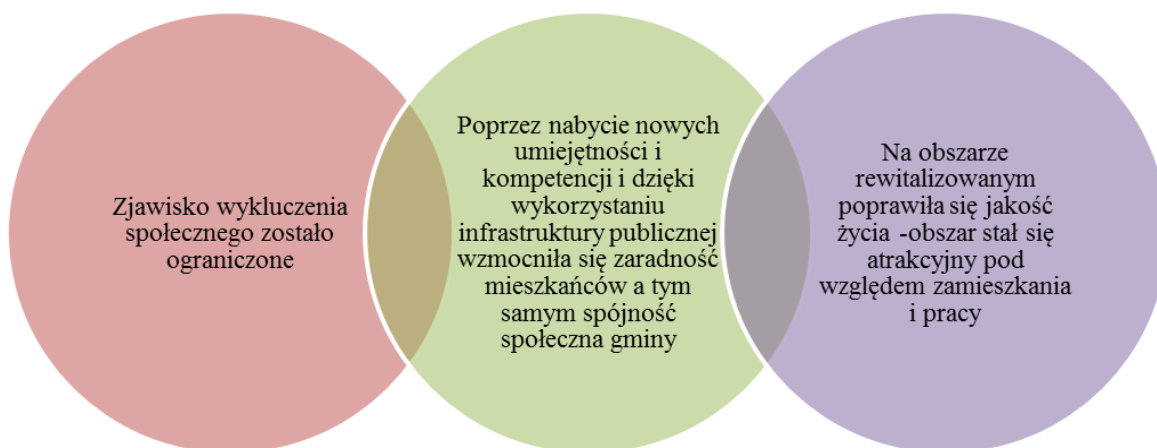 Zjawisko wykluczenia
społecznego zostało
ograniczone
Poprzez nabycie nowych
umiejętności i
kompetencji i dzięki
wykorzystaniu
infrastruktury publicznej
wzmocniła się zaradność
mieszkańców a tym
samym spójność
społeczna gminy
Na obszarze
rewitalizowanym
poprawiła się jakość
życia -obszar stał się
atrakcyjny pod
względem zamieszkania
i pracy